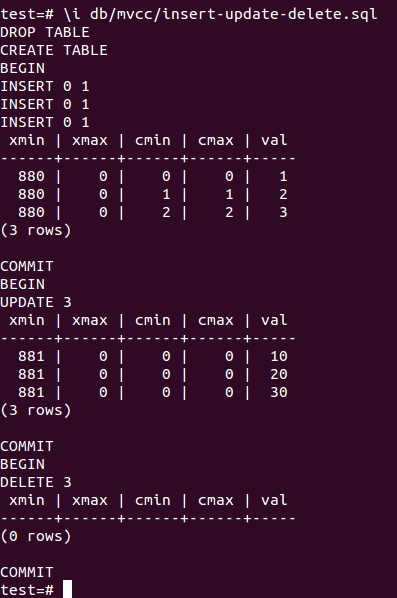 test=# \i db/mvcc/insert-update-delete.sql
DROP TABLE
CREATE TABLE
BEGIN
INSERT 0 1
INSERT 0 1
INSERT 0 1
 xmin | xmax | cmin | cmax | val
------+------+------+------+-----
  880 |    0 |    0 |    0 |   1
  880 |    0 |    1 |    1 |   2
  880 |    0 |    2 |    2 |   3
(3 rows)

COMMIT
BEGIN
UPDATE 3
 xmin | xmax | cmin | cmax | val
------+------+------+------+-----
  881 |    0 |    0 |    0 |  10
  881 |    0 |    0 |    0 |  20
  881 |    0 |    0 |    0 |  30
(3 rows)

COMMIT
BEGIN
DELETE 3
 xmin | xmax | cmin | cmax | val
------+------+------+------+-----
(0 rows)

COMMIT
test=#